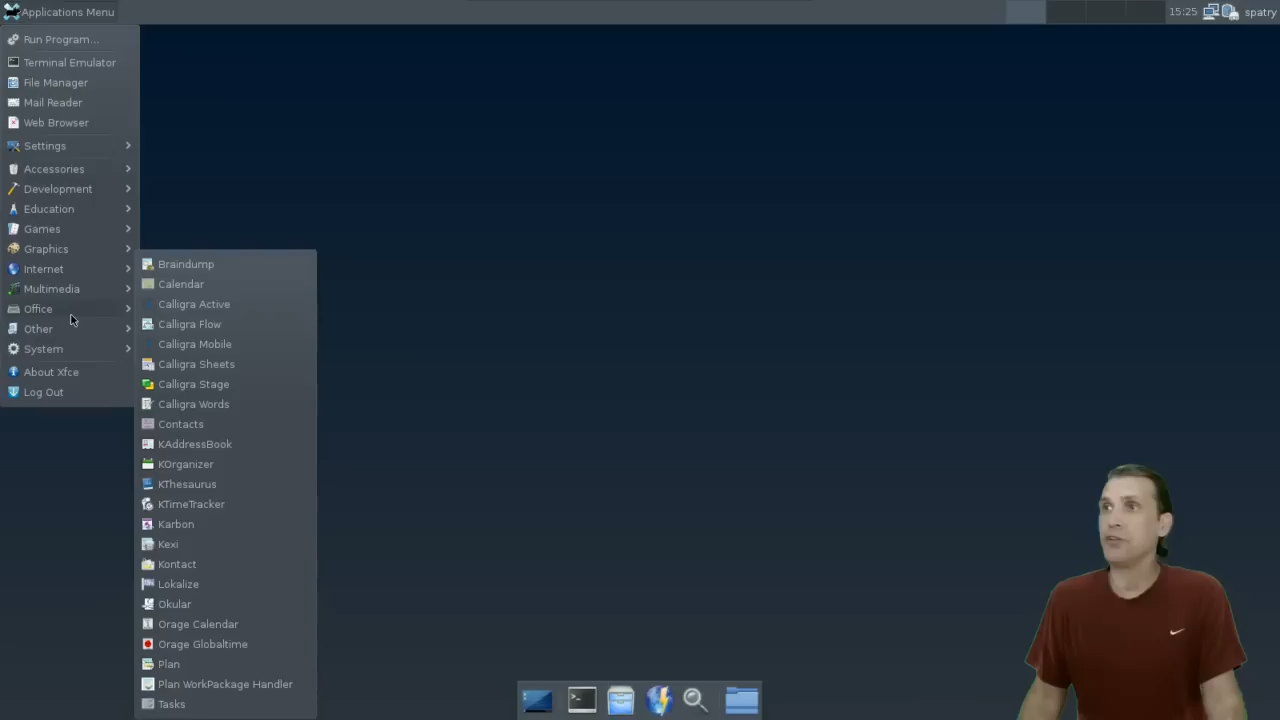 Applications Menu
15:25
spatry
Run Program...
Terminal Emulator
File Manager
Mail Reader
Web Browser
Settings
Accessories
Development
Education
Games
Graphics
Internet
Multimedia
Office
Other
System
About Xfce
Log Out
Braindump
Calendar
Calligra Active
Calligra Flow
Calligra Mobile
Calligra Sheets
Calligra Stage
Calligra Words
Contacts
KAddressBook
KOrganizer
KThesaurus
KTimeTracker
Karbon
Kexi
Kontact
Lokalize
Okular
Orage Calendar
Orage Globaltime
Plan
Plan WorkPackage Handler
Tasks